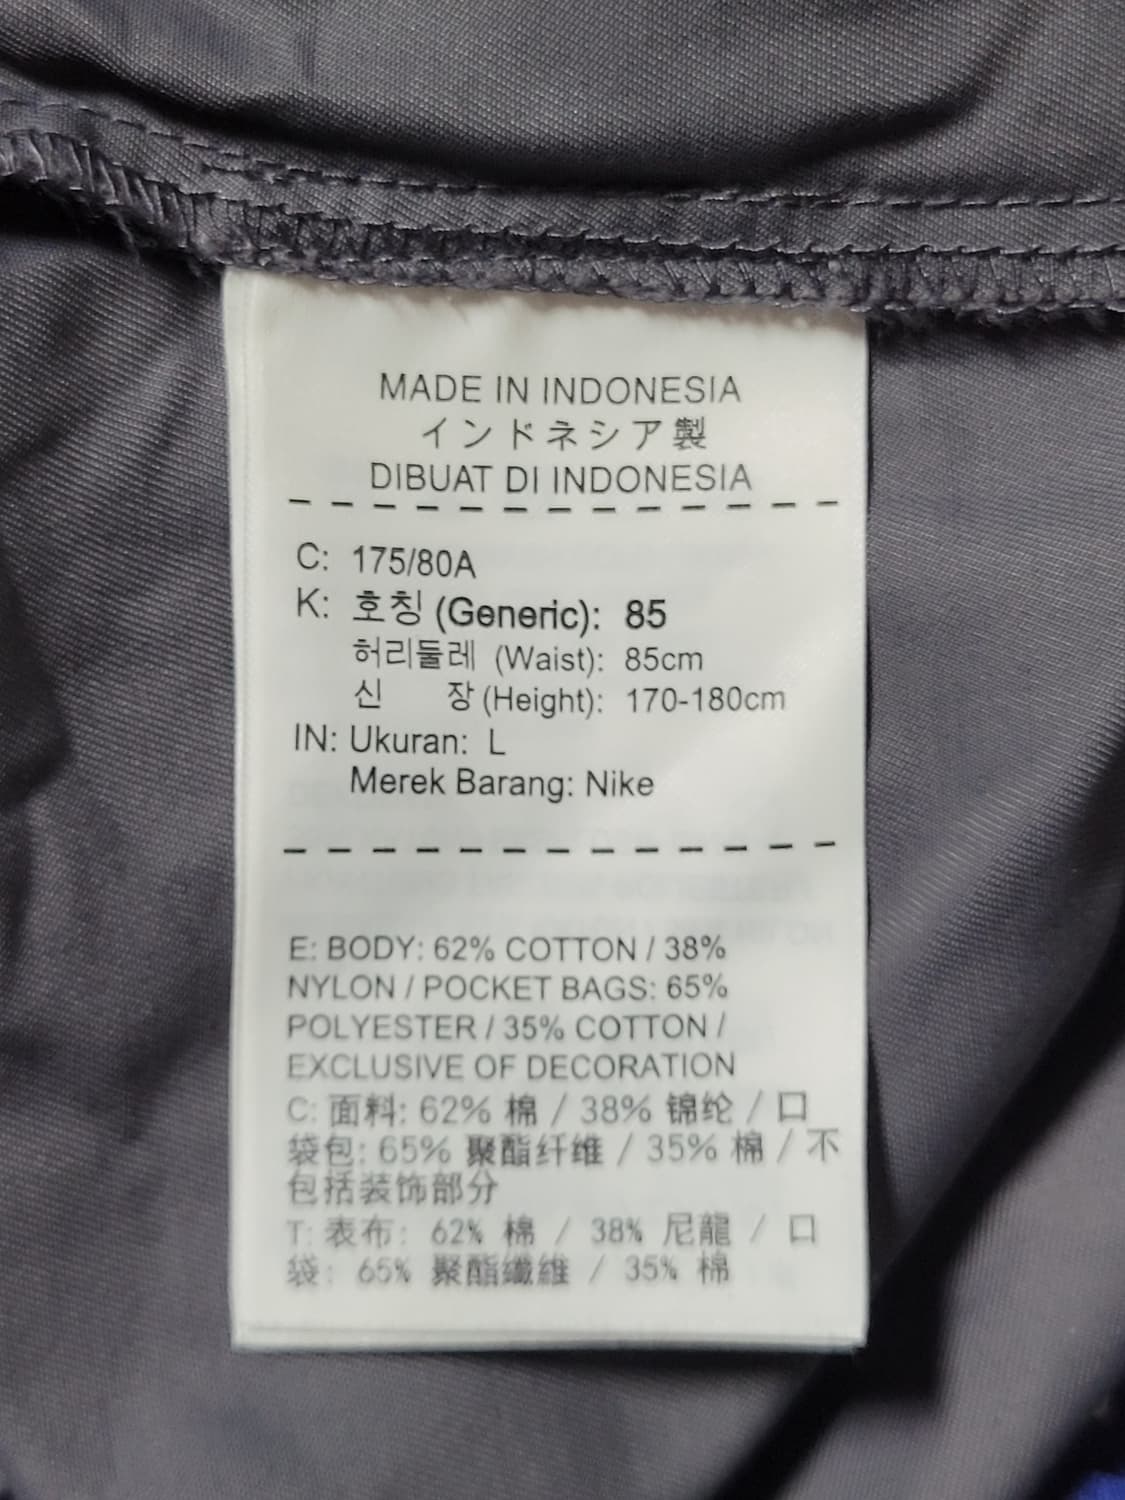 MADE IN INDONESIA
インドネシア製
DIBUAT DI INDONESIA
C: 175/80A
K: 호칭 (Generic): 85
허리둘레 (Waist): 85cm
신 장 (Height): 170-180cm
IN: Ukuran: L
Merek Barang: Nike
E: BODY: 62% COTTON / 38%
NYLON / POCKET BAGS: 65%
POLYESTER / 35% COTTON /
EXCLUSIVE OF DECORATION
C: 面料: 62% 棉 / 38% 锦纶 / 口
袋包: 65% 聚酯纤维 / 35% 棉 / 不
包括装饰部分
T: 表布: 62% 棉 / 38% 尼龍 / 口
袋: 65% 聚酯纖維 / 35% 棉